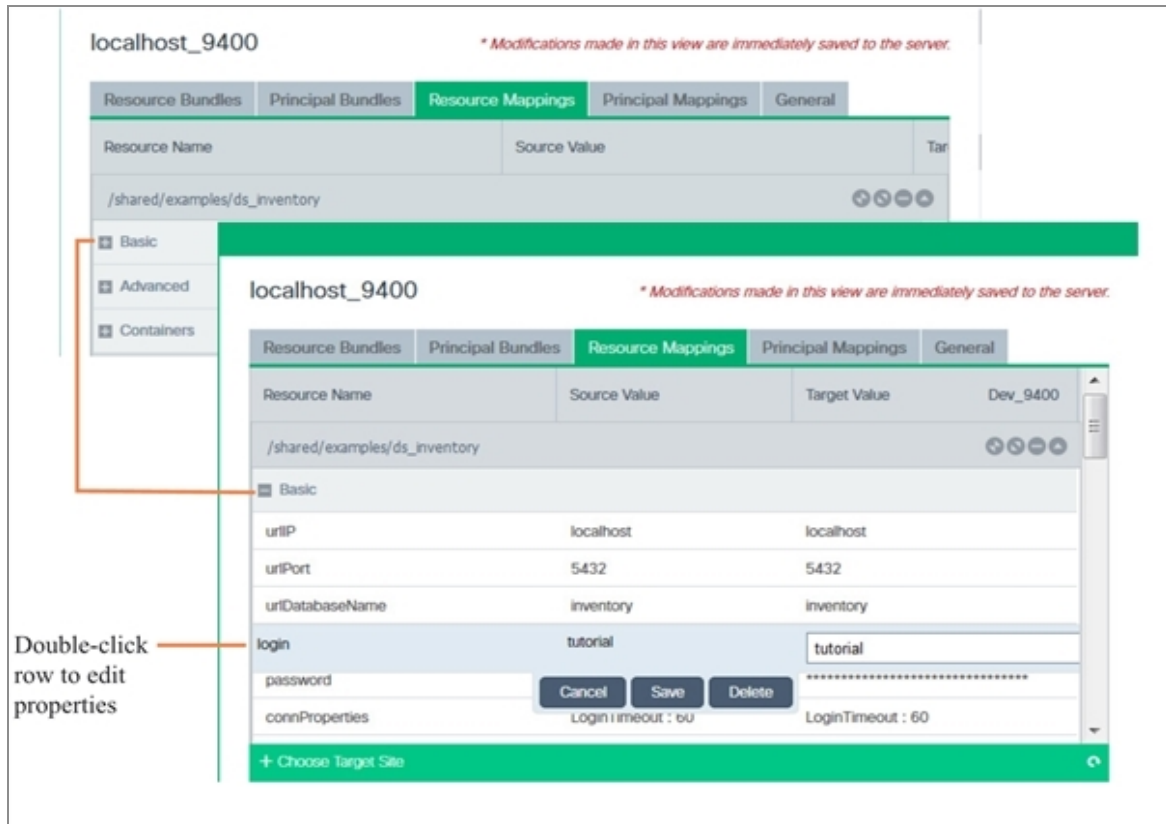 localhost_9400
* Modifications made in this view are immediately saved to the server.
Resource Bundles Principal Bundles Resource Mappings Principal Mappings General
Resource Name Source Value Tar
/shared/examples/ds_inventory
Basic
Advanced
Containers
localhost_9400
* Modifications made in this view are immediately saved to the server.
Resource Bundles Principal Bundles Resource Mappings Principal Mappings General
Resource Name Source Value Target Value Dev_9400
/shared/examples/ds_inventory
Basic
urlIP localhost localhost
urlPort 5432 5432
urlDatabaseName inventory inventory
login tutorial tutorial
password ********************************
Cancel Save Delete
connProperties LoginTimeout : 60 LoginTimeout : 60
+ Choose Target Site
Double-click
row to edit
properties